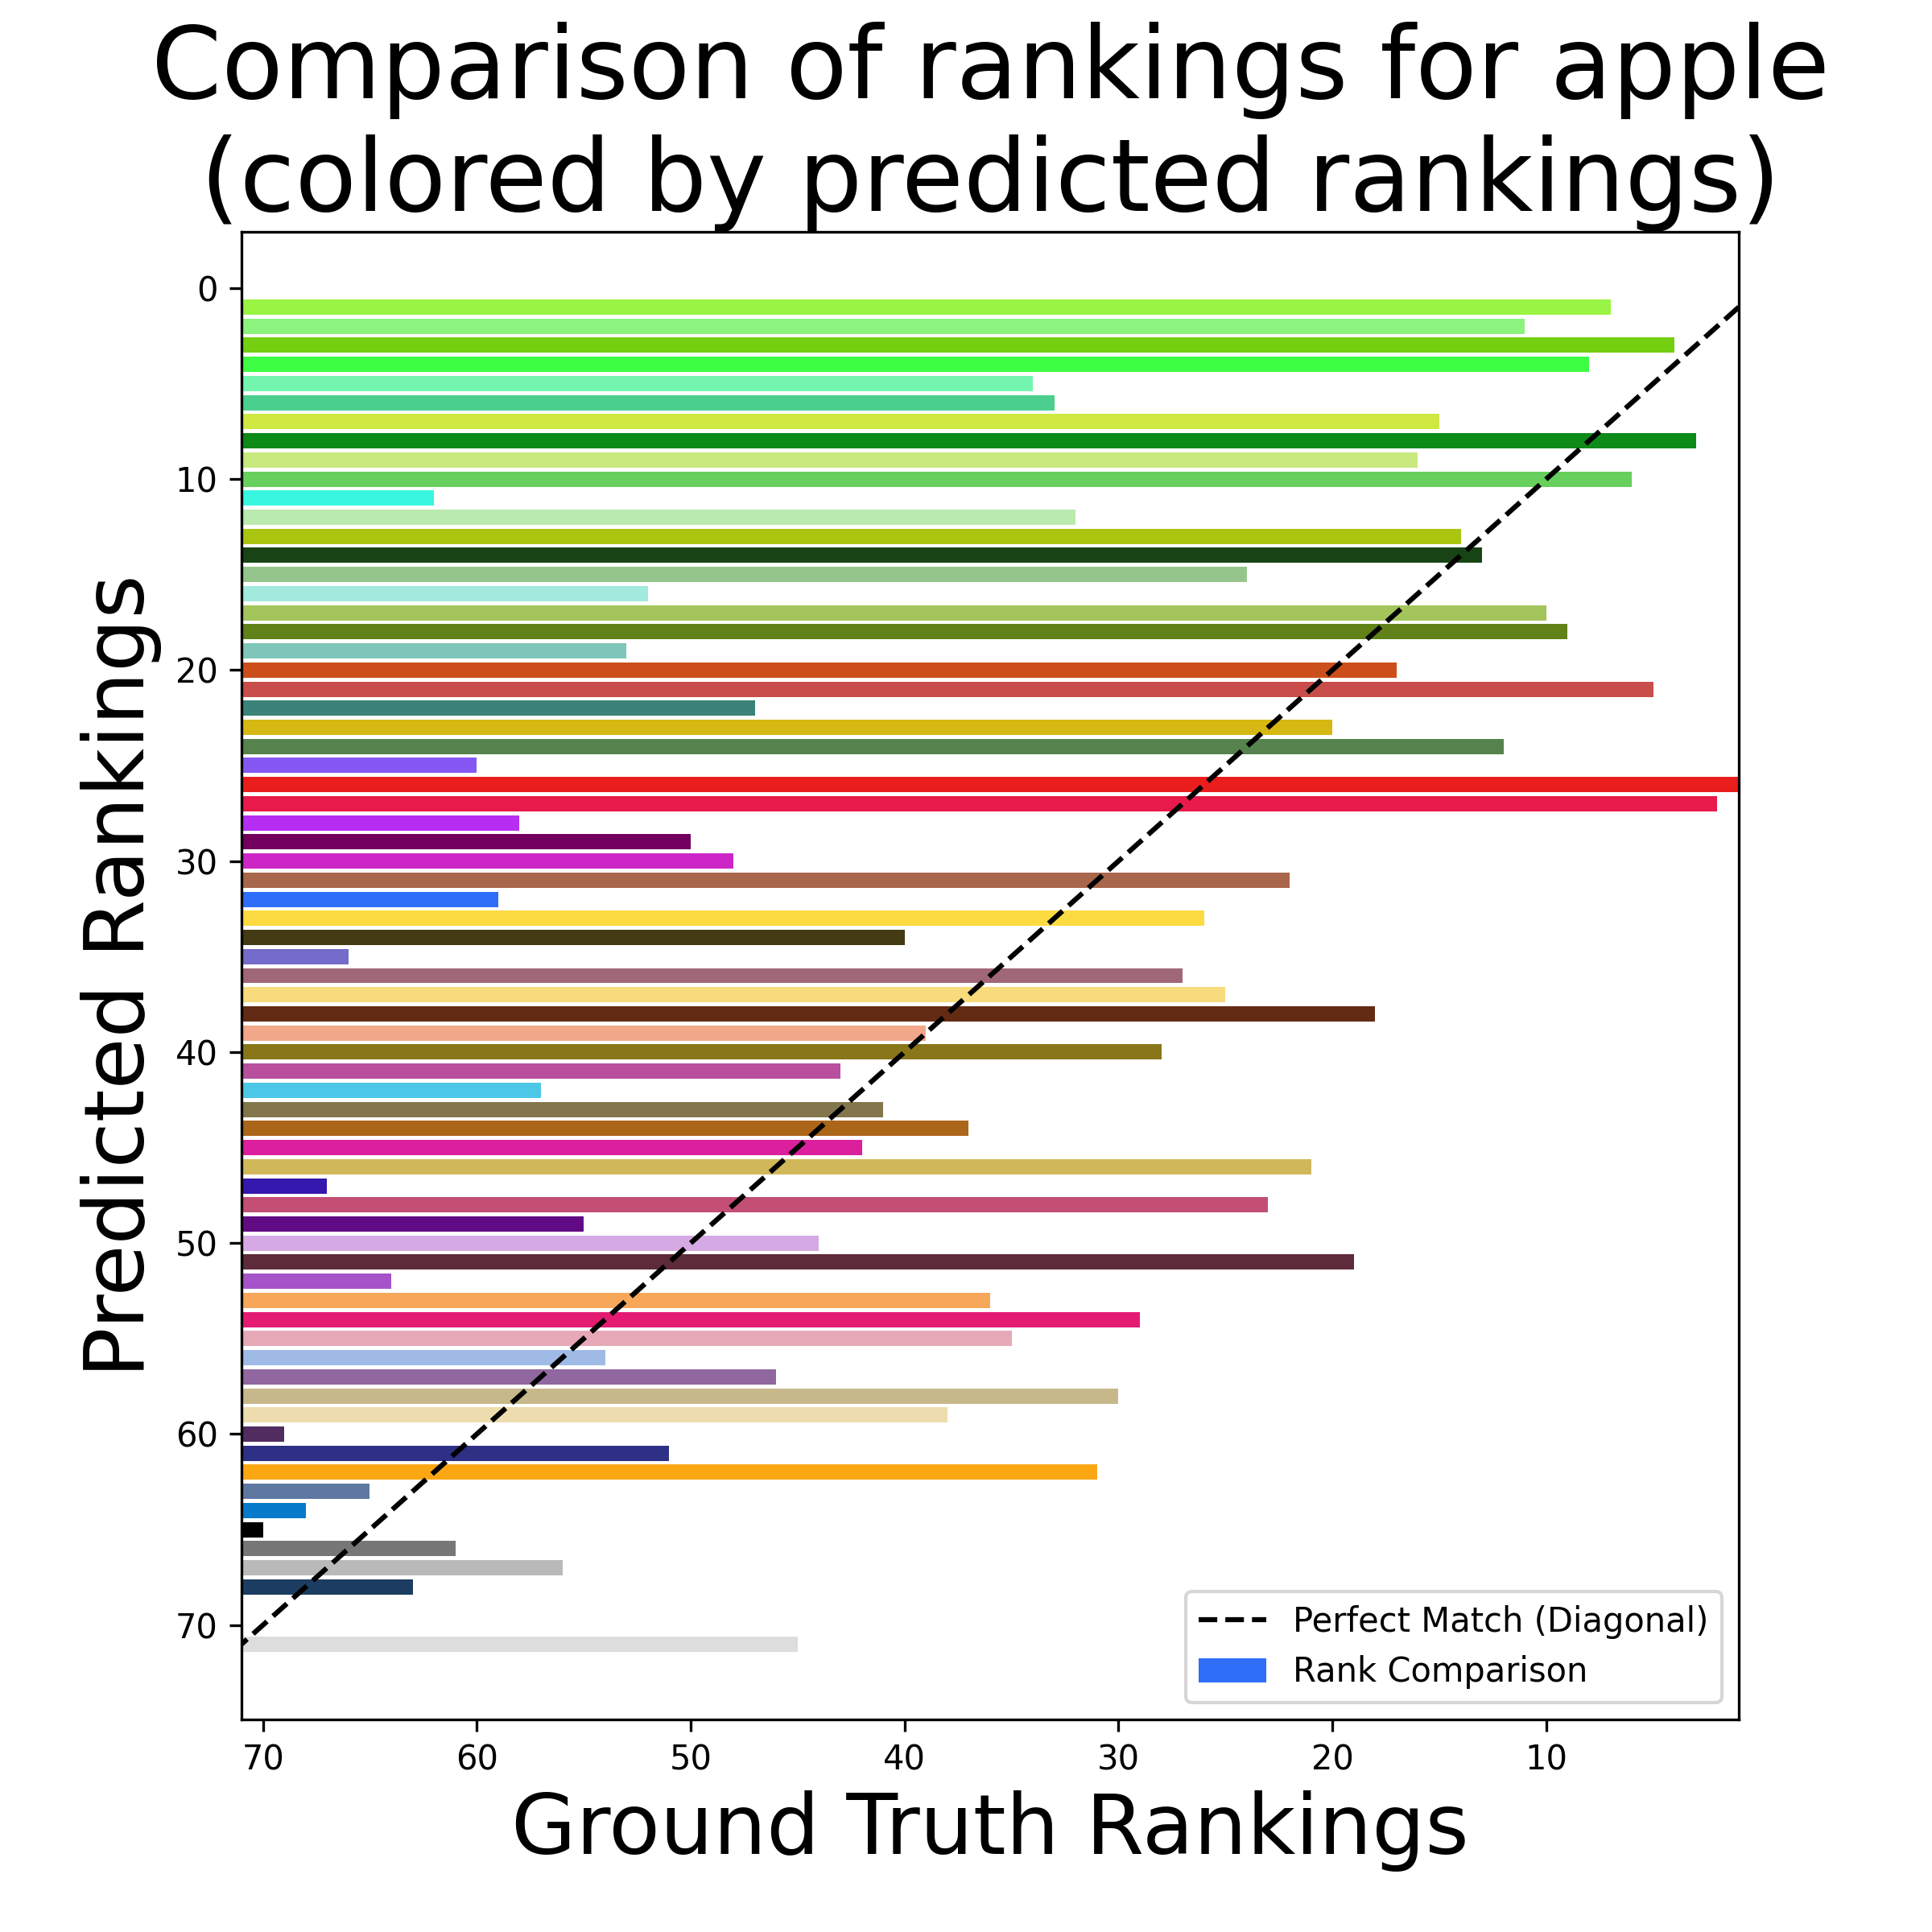 Comparison of rankings for apple
(colored by predicted rankings)
Predicted Rankings
0
10
20
30
40
50
60
70
Perfect Match (Diagonal)
Rank Comparison
70 60 50 40 30 20 10
Ground Truth Rankings